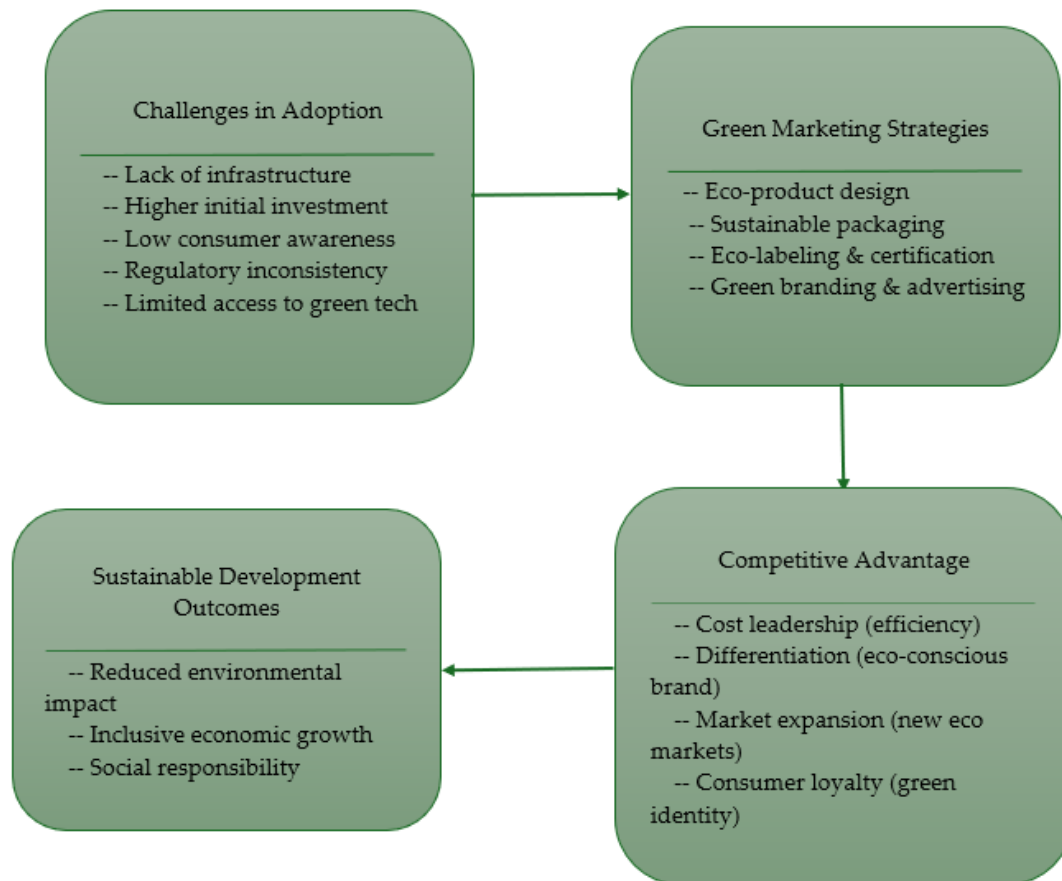 Challenges in Adoption
-- Lack of infrastructure
-- Higher initial investment
-- Low consumer awareness
-- Regulatory inconsistency
-- Limited access to green tech
Green Marketing Strategies
-- Eco-product design
-- Sustainable packaging
-- Eco-labeling & certification
-- Green branding & advertising
Competitive Advantage
-- Cost leadership (efficiency)
-- Differentiation (eco-conscious
brand)
-- Market expansion (new eco
markets)
-- Consumer loyalty (green
identity)
Sustainable Development
Outcomes
-- Reduced environmental
impact
-- Inclusive economic growth
-- Social responsibility